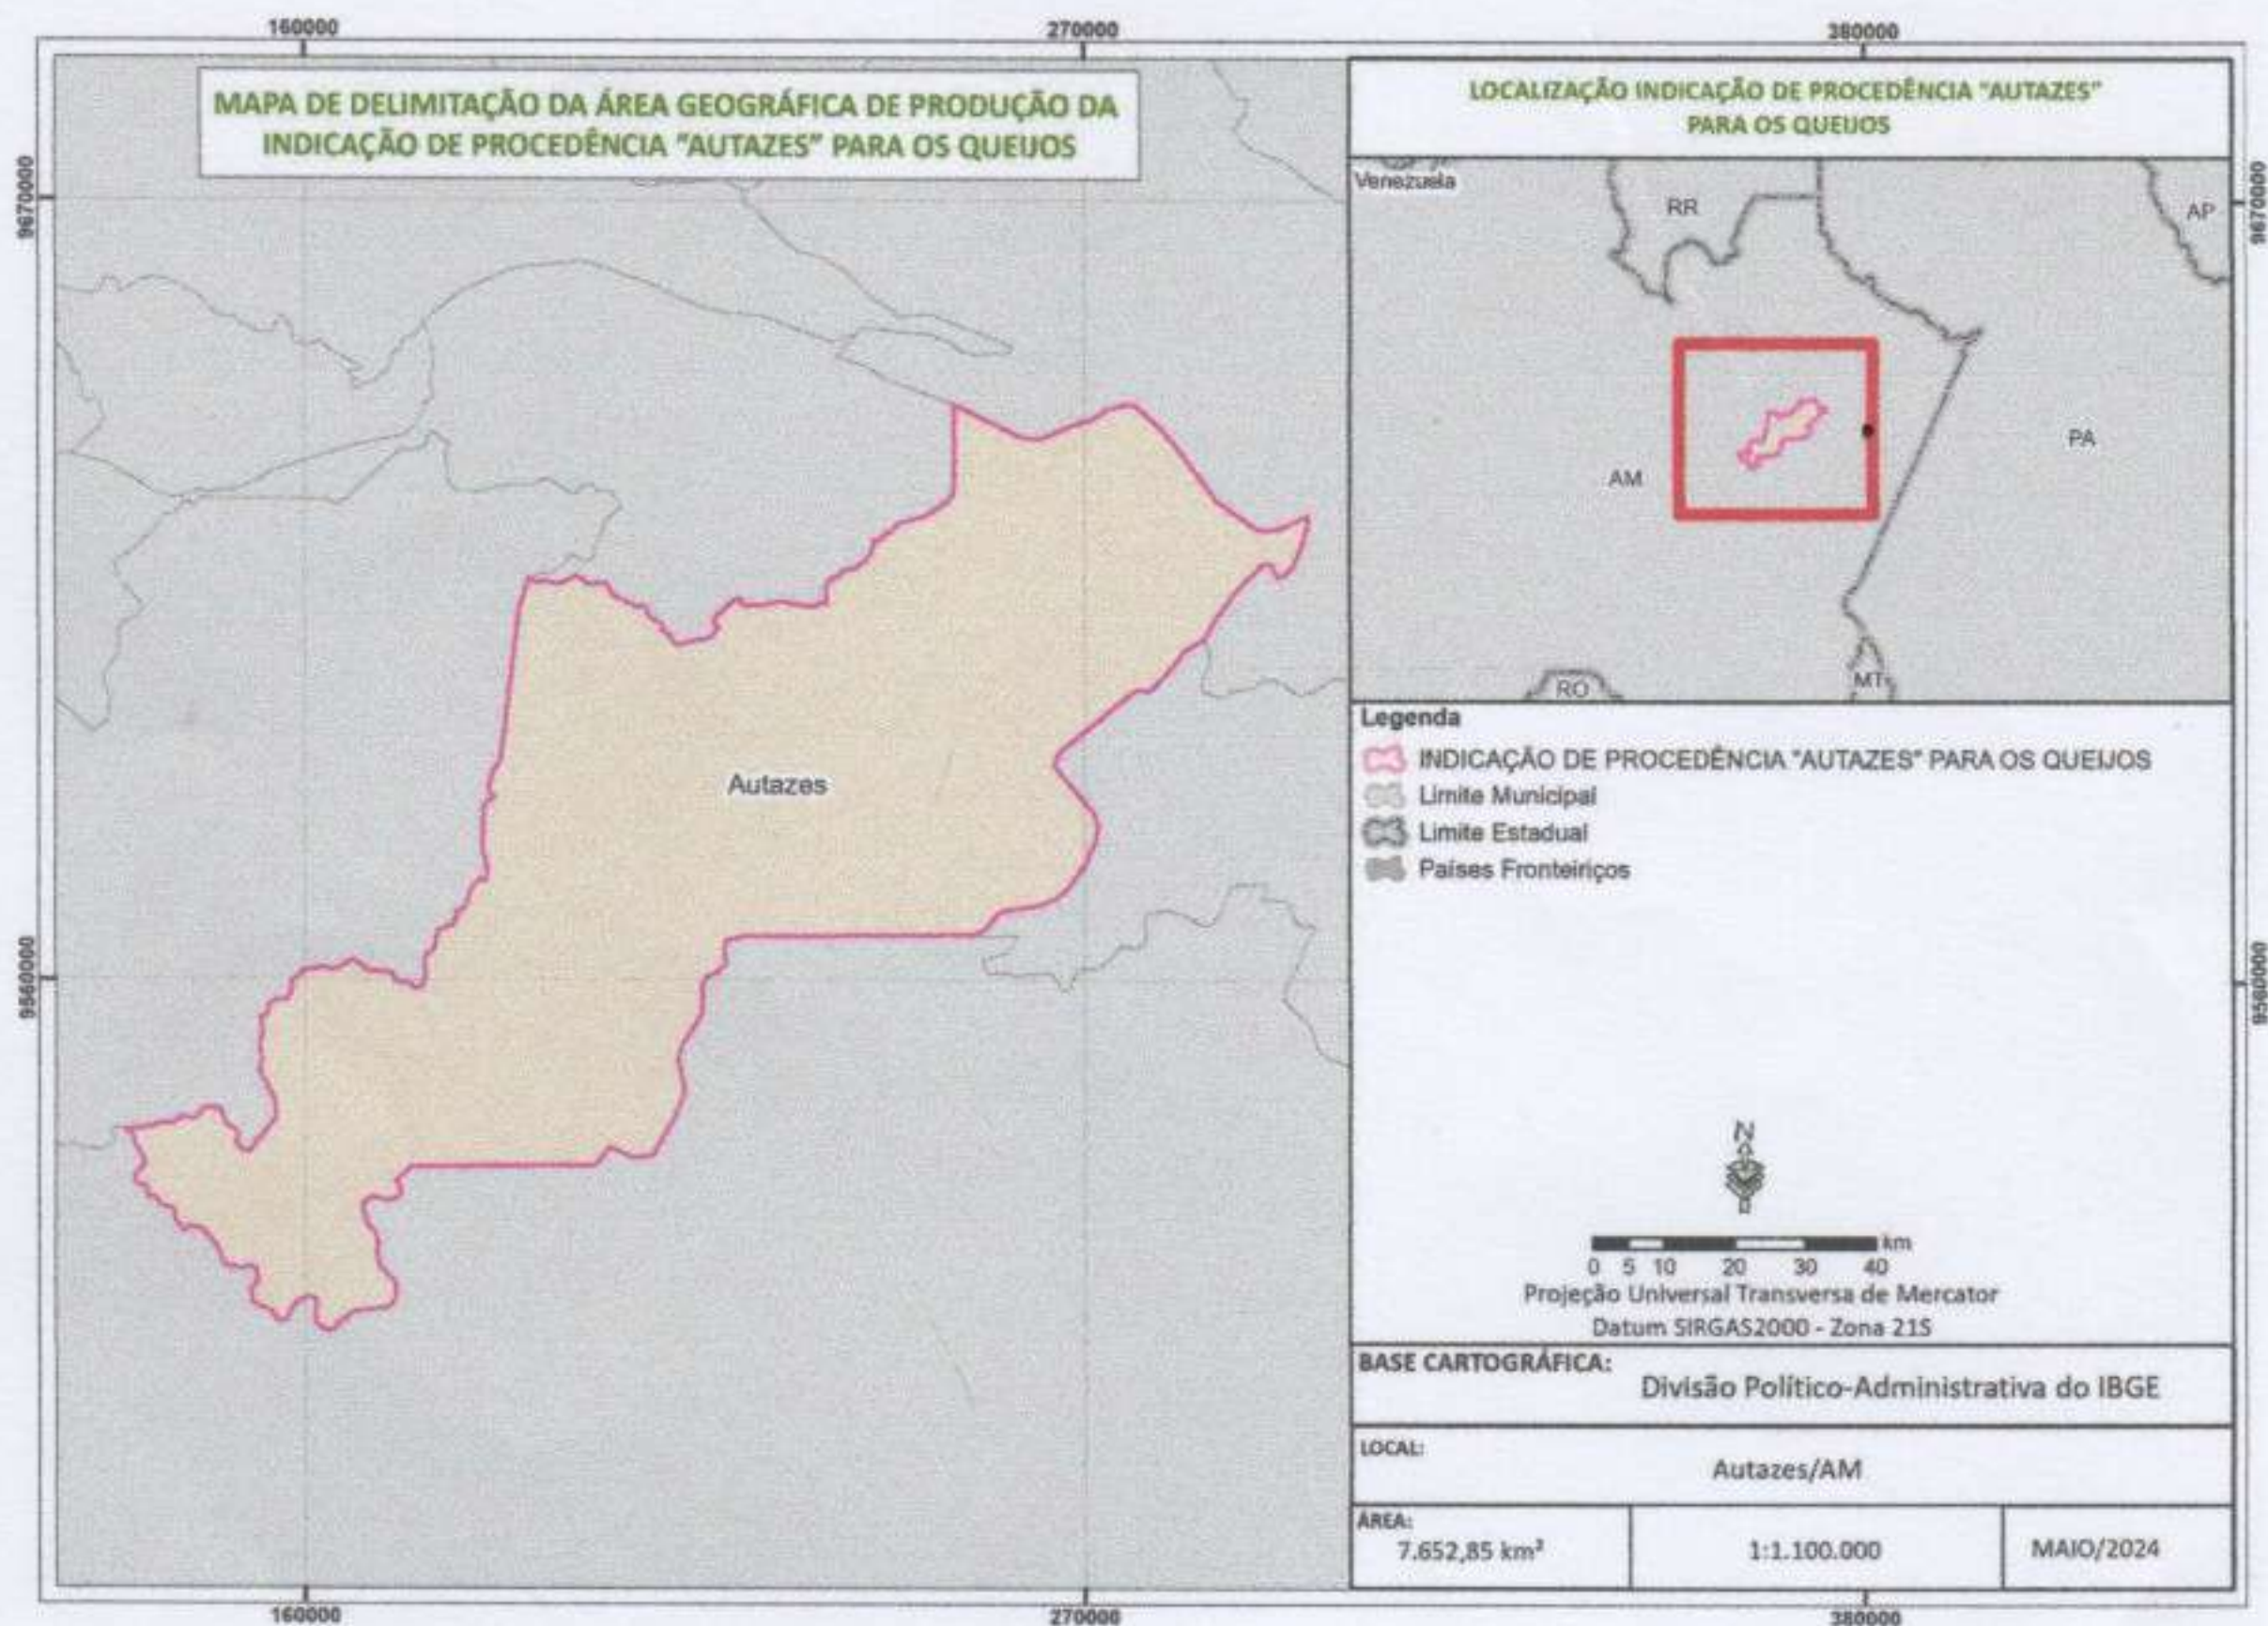 160000
270000
380000
MAPA DE DELIMITAÇÃO DA ÁREA GEOGRÁFICA DE PRODUÇÃO DA
INDICAÇÃO DE PROCEDÊNCIA "AUTAZES" PARA OS QUEIJOS
LOCALIZAÇÃO INDICAÇÃO DE PROCEDÊNCIA "AUTAZES"
PARA OS QUEIJOS
9670000
9670000
Venezuela
RR
AP
AM
PA
RO
MT
Autazes
Legenda
INDICAÇÃO DE PROCEDÊNCIA "AUTAZES" PARA OS QUEIJOS
Limite Municipal
Limite Estadual
Países Fronteiriços
9560000
9560000
N
km
0 5 10 20 30 40
Projeção Universal Transversa de Mercator
Datum SIRGAS2000 - Zona 21S
BASE CARTOGRÁFICA:
Divisão Político-Administrativa do IBGE
LOCAL:
Autazes/AM
ÁREA:
7.652,85 km²
1:1.100.000
MAIO/2024
160000
270000
380000